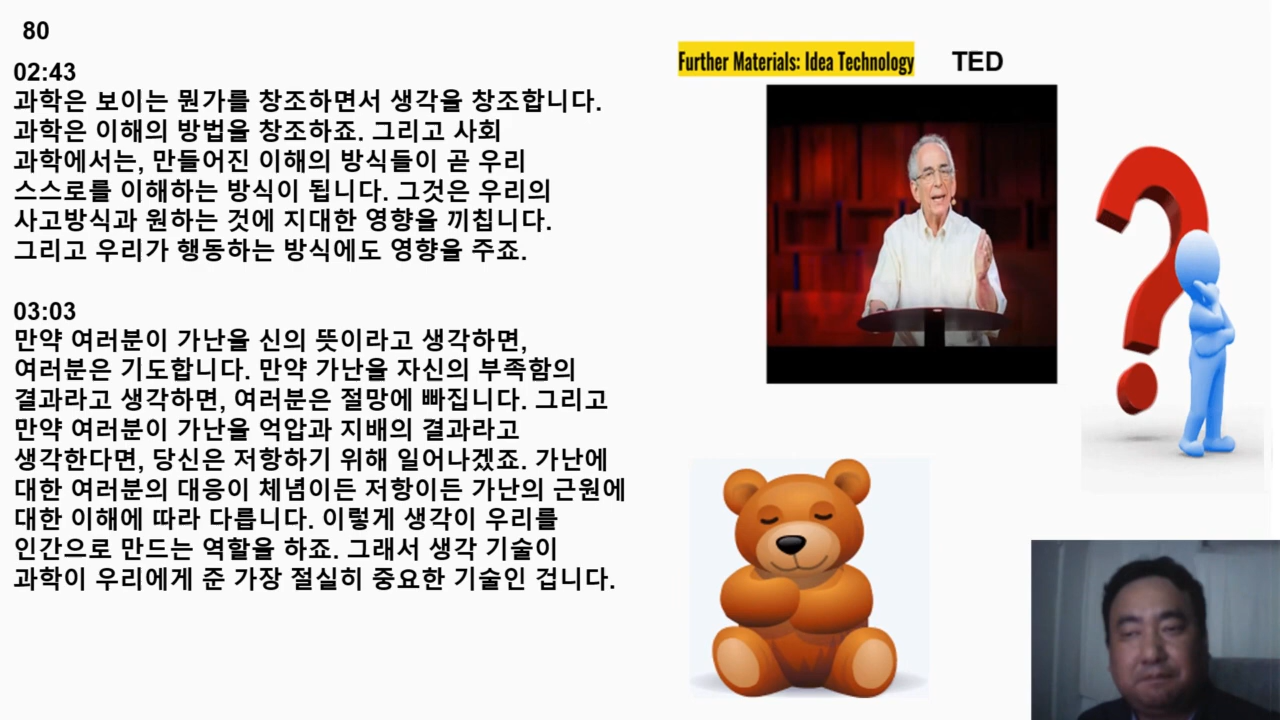 80
02:43
과학은 보이는 뭔가를 창조하면서 생각을 창조합니다.
과학은 이해의 방법을 창조하죠. 그리고 사회
과학에서는, 만들어진 이해의 방식들이 곧 우리
스스로를 이해하는 방식이 됩니다. 그것은 우리의
사고방식과 원하는 것에 지대한 영향을 끼칩니다.
그리고 우리가 행동하는 방식에도 영향을 주죠.
03:03
만약 여러분이 가난을 신의 뜻이라고 생각하면,
여러분은 기도합니다. 만약 가난을 자신의 부족함의
결과라고 생각하면, 여러분은 절망에 빠집니다. 그리고
만약 여러분이 가난을 억압과 지배의 결과라고
생각한다면, 당신은 저항하기 위해 일어나겠죠. 가난에
대한 여러분의 대응이 체념이든 저항이든 가난의 근원에
대한 이해에 따라 다릅니다. 이렇게 생각이 우리를
인간으로 만드는 역할을 하죠. 그래서 생각 기술이
과학이 우리에게 준 가장 절실히 중요한 기술인 겁니다.
Further Materials: Idea Technology
TED